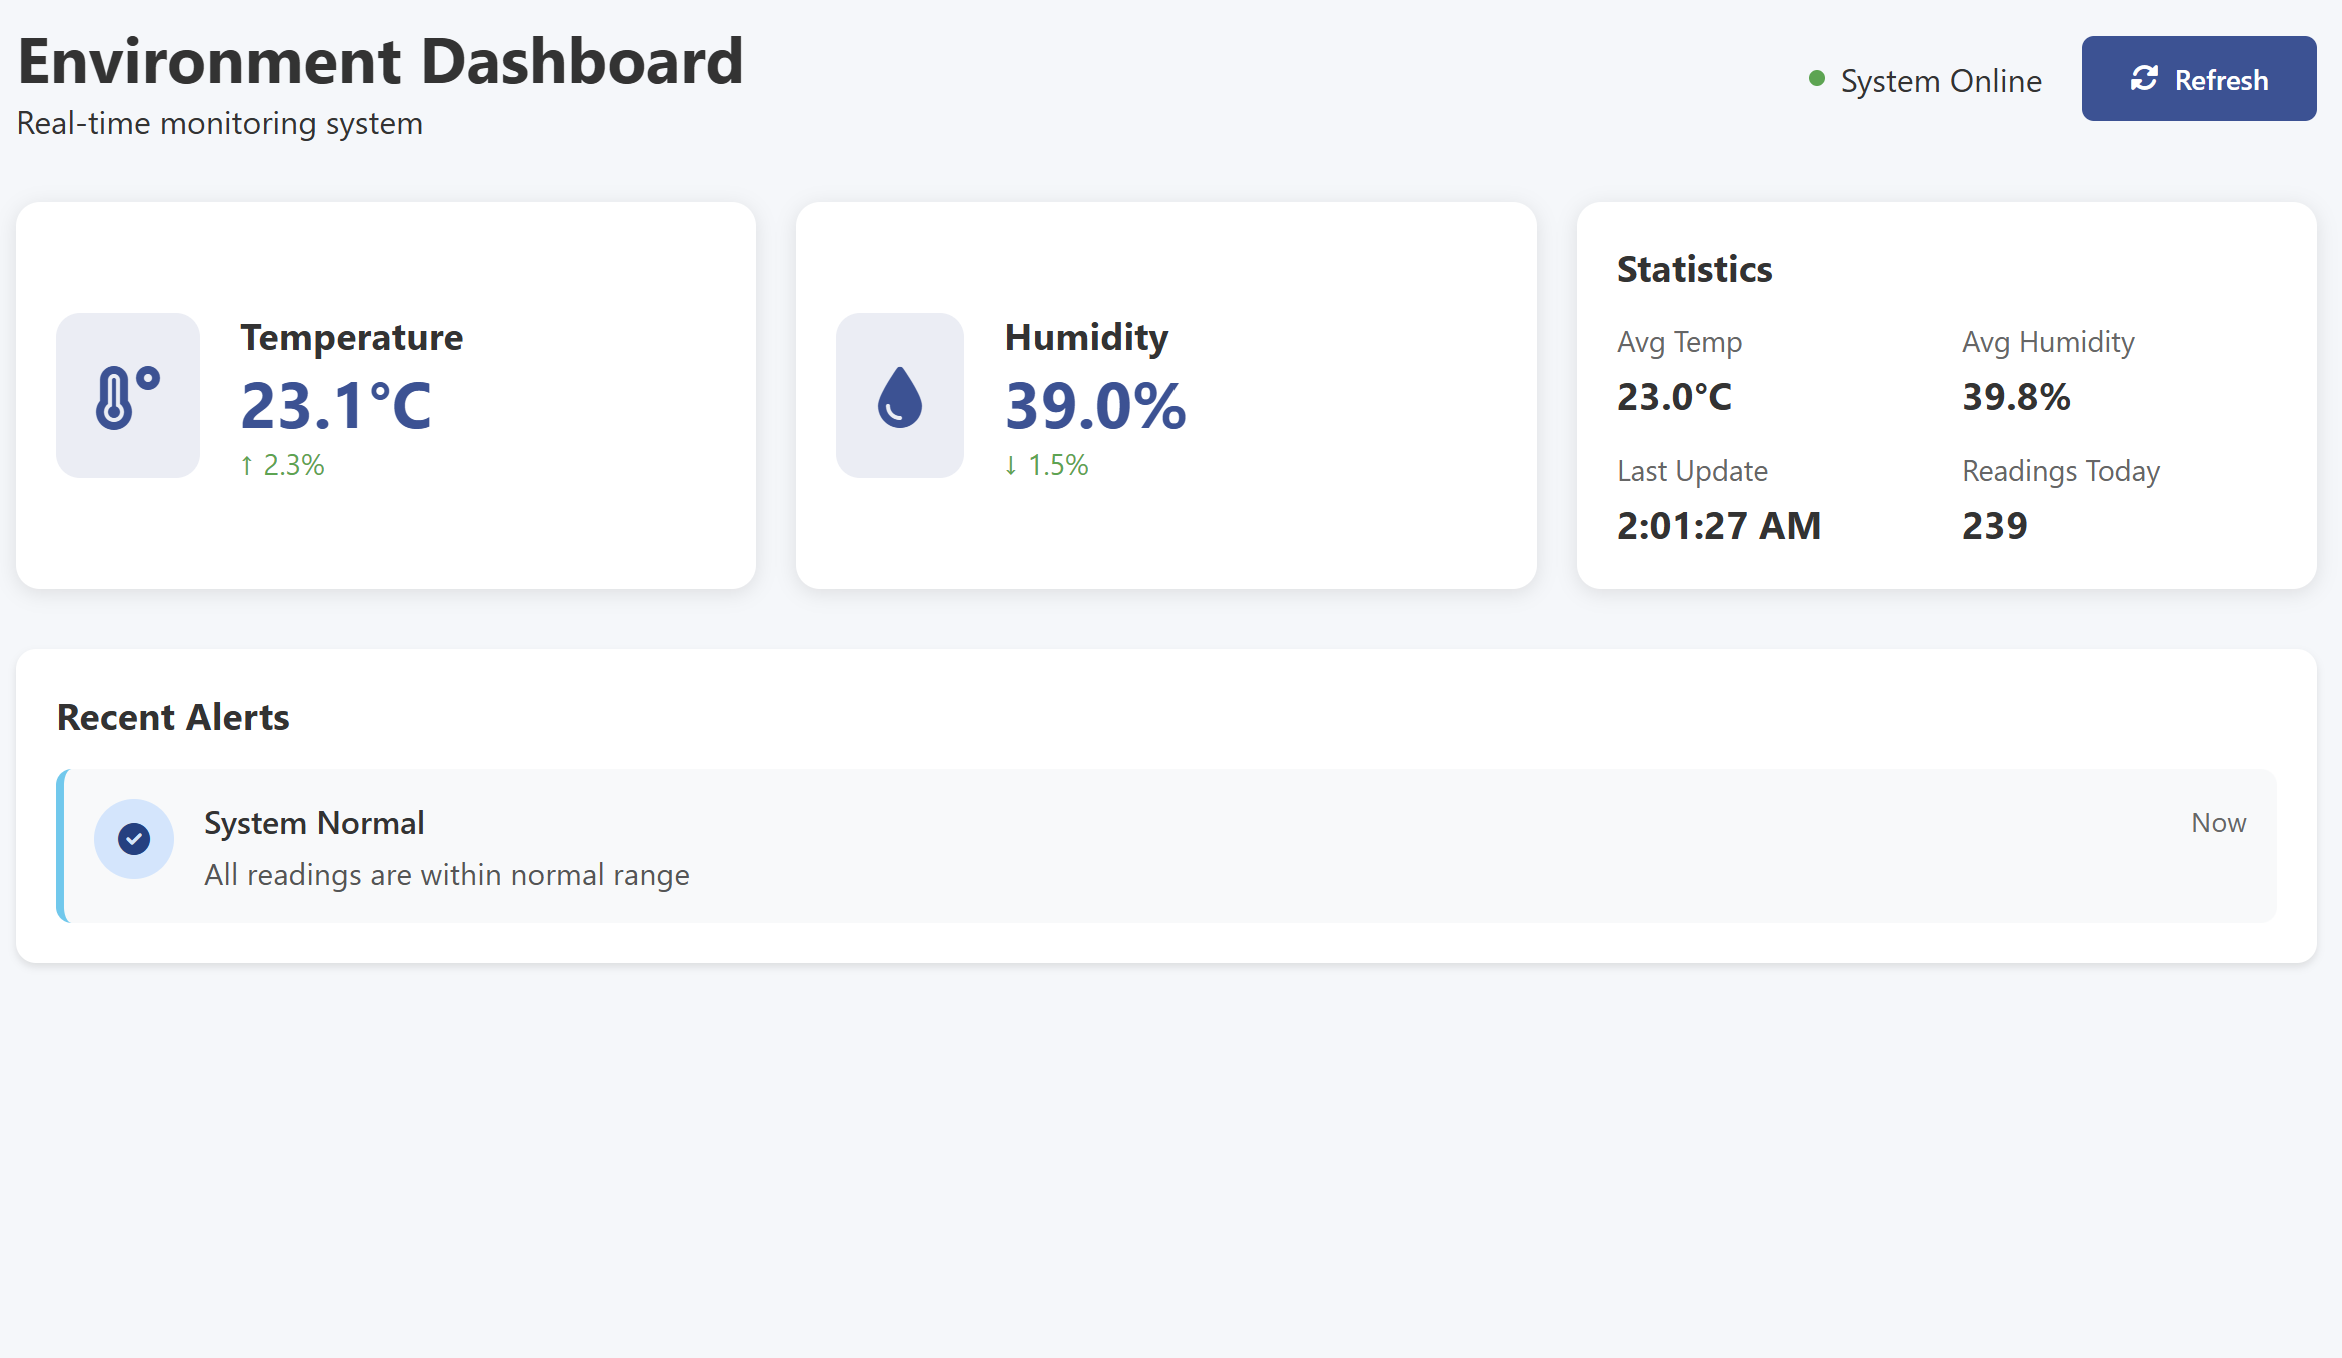 Environment Dashboard
Real-time monitoring system
System Online
Refresh
Temperature
23.1°C
↑ 2.3%
Humidity
39.0%
↓ 1.5%
Statistics
Avg Temp
23.0°C
Avg Humidity
39.8%
Last Update
2:01:27 AM
Readings Today
239
Recent Alerts
System Normal
Now
All readings are within normal range